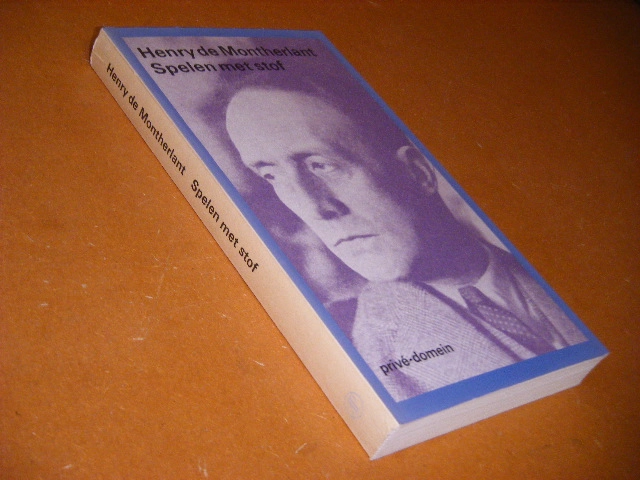 Henry de Montherlant
Spelen met stof
privé-domein
Henry de Montherlant Spelen met stof